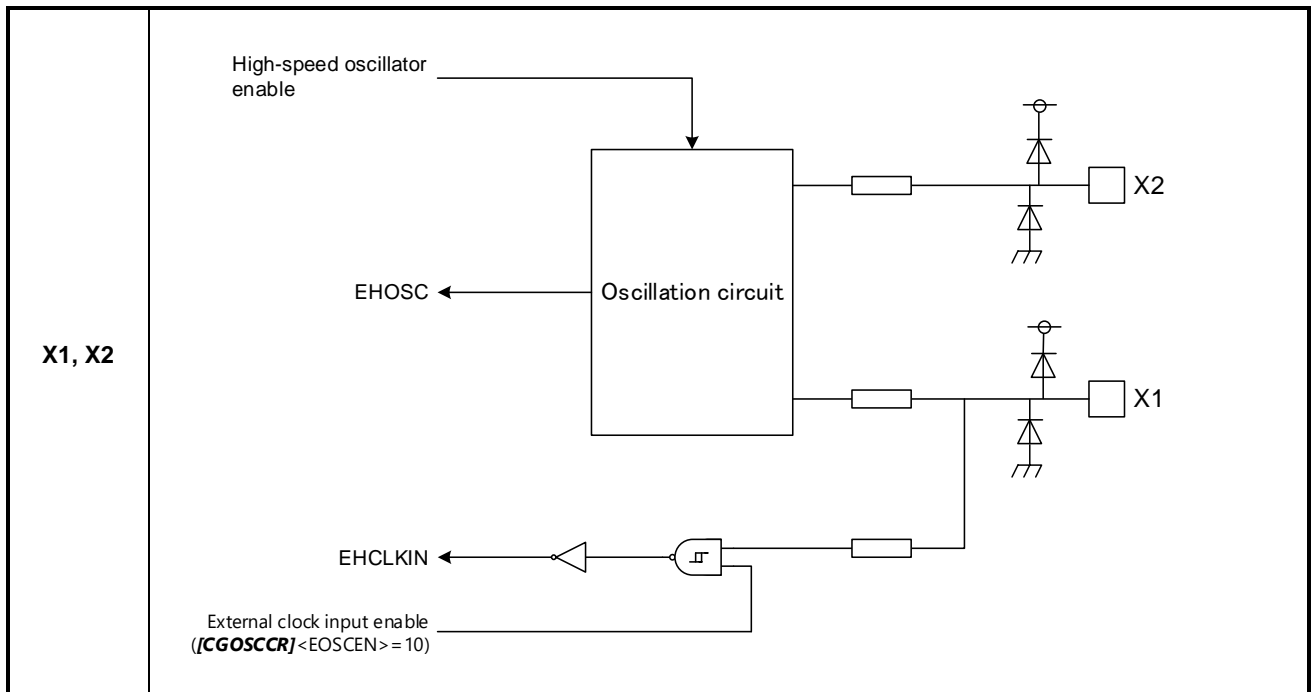 X1, X2
High-speed oscillator
enable
X2
EHOSC
Oscillation circuit
X1
EHCLKIN
External clock input enable
([CGOSCCR]<EOSCEN>=10)